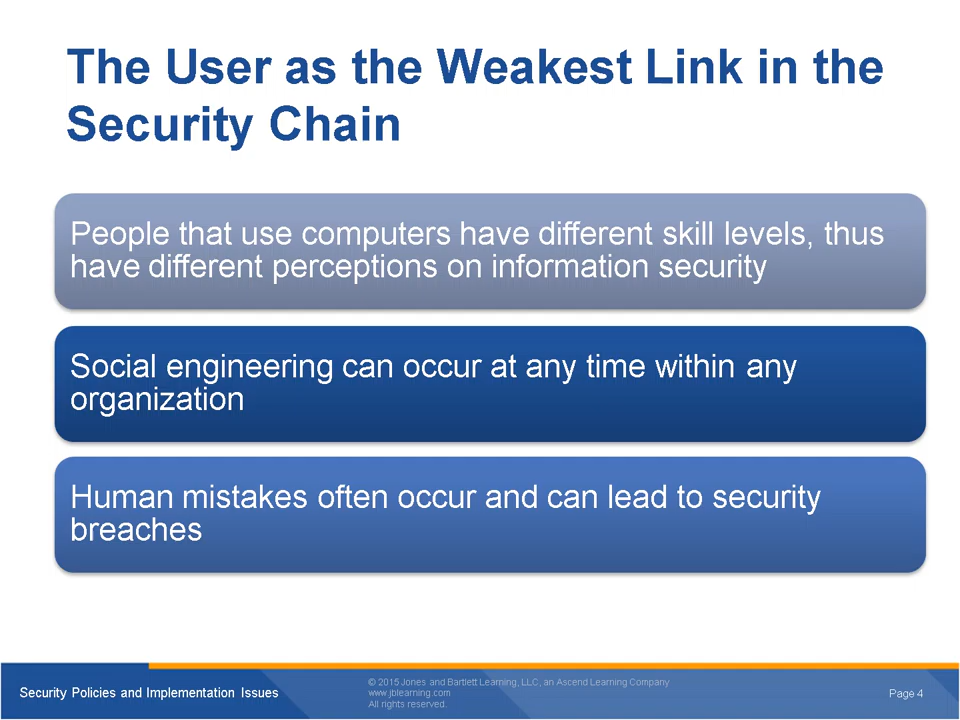 The User as the Weakest Link in the
Security Chain
People that use computers have different skill levels, thus
have different perceptions on information security
Social engineering can occur at any time within any
organization
Human mistakes often occur and can lead to security
breaches
Security Policies and Implementation Issues
© 2015 Jones and Bartlett Learning, LLC, an Ascend Learning Company
www.jblearning.com
All rights reserved.
Page 4